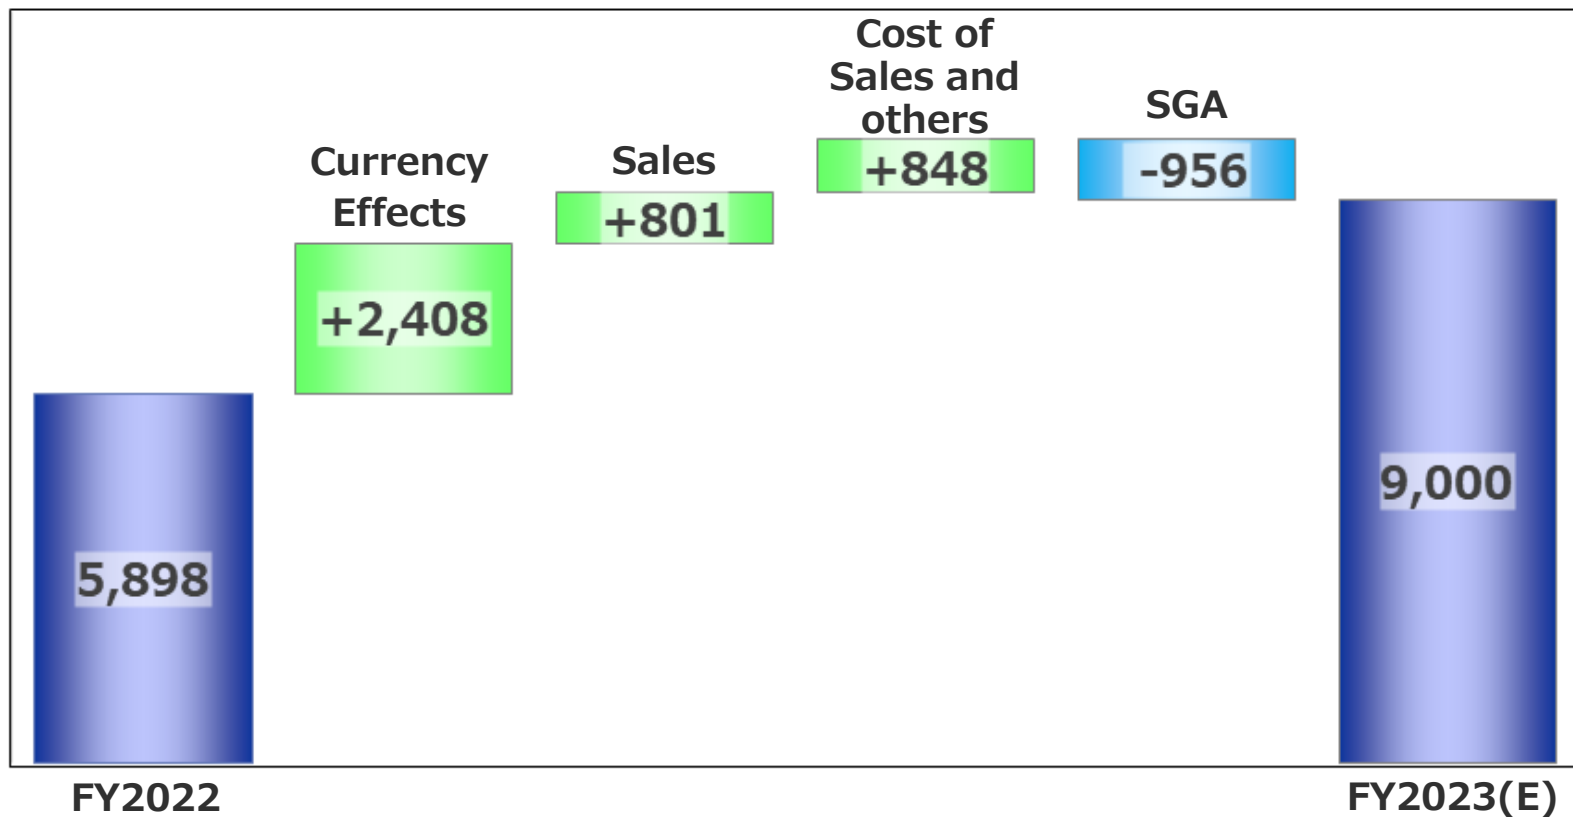 Cost of
Sales and
others
SGA
Currency
Effects
Sales
+848
-956
+801
+2,408
9,000
5,898
FY2022
FY2023(E)